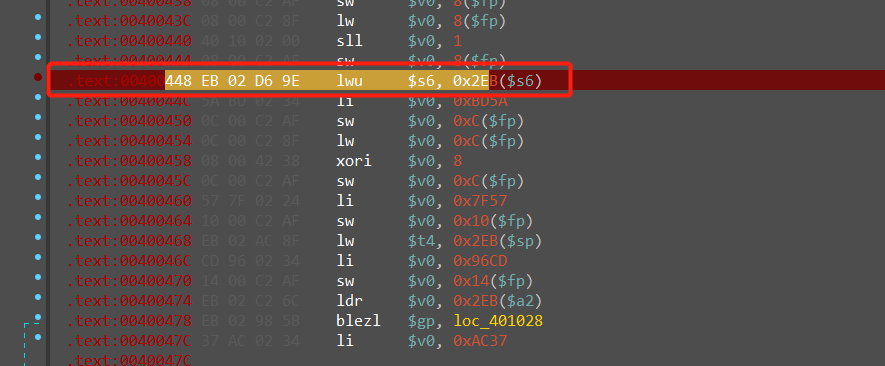 .text:00400438 08 00 C2 AF sw $v0, 8($fp)
.text:0040043C 08 00 C2 8F lw $v0, 8($fp)
.text:00400440 40 10 02 00 sll $v0, 1
.text:00400444 08 00 C2 AF sw $v0, 8($fp)
.text:00400448 EB 02 D6 9E lwu $s6, 0x2EB($s6)
.text:0040044C 5A BD 02 34 li $v0, 0xBD5A
.text:00400450 0C 00 C2 AF sw $v0, 0xC($fp)
.text:00400454 0C 00 C2 8F lw $v0, 0xC($fp)
.text:00400458 08 00 42 38 xori $v0, 8
.text:0040045C 0C 00 C2 AF sw $v0, 0xC($fp)
.text:00400460 57 7F 02 24 li $v0, 0x7F57
.text:00400464 10 00 C2 AF sw $v0, 0x10($fp)
.text:00400468 EB 02 AC 8F lw $t4, 0x2EB($sp)
.text:0040046C CD 96 02 34 li $v0, 0x96CD
.text:00400470 14 00 C2 AF sw $v0, 0x14($fp)
.text:00400474 EB 02 C2 6C ldr $v0, 0x2EB($a2)
.text:00400478 EB 02 98 5B blezl $gp, loc_401028
.text:0040047C 37 AC 02 34 li $v0, 0xAC37
.text:0040047C